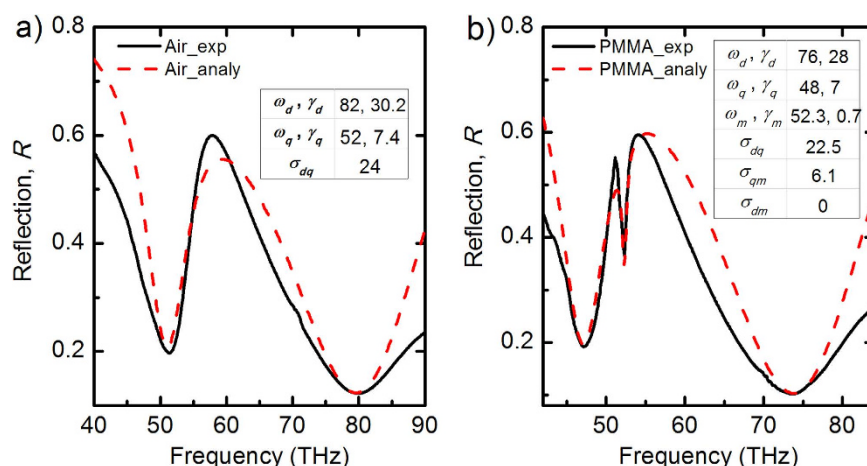 a)
Air_exp
Air_analy
ω_d , γ_d 82, 30.2
ω_q , γ_q 52, 7.4
σ_dq 24
0.8
0.6
0.4
0.2
Reflection, R
40 50 60 70 80 90
Frequency (THz)
b)
PMMA_exp
PMMA_analy
ω_d , γ_d 76, 28
ω_q , γ_q 48, 7
ω_m , γ_m 52.3, 0.7
σ_dq 22.5
σ_qm 6.1
σ_dm 0
0.8
0.6
0.4
0.2
Reflection, R
50 60 70 80
Frequency (THz)